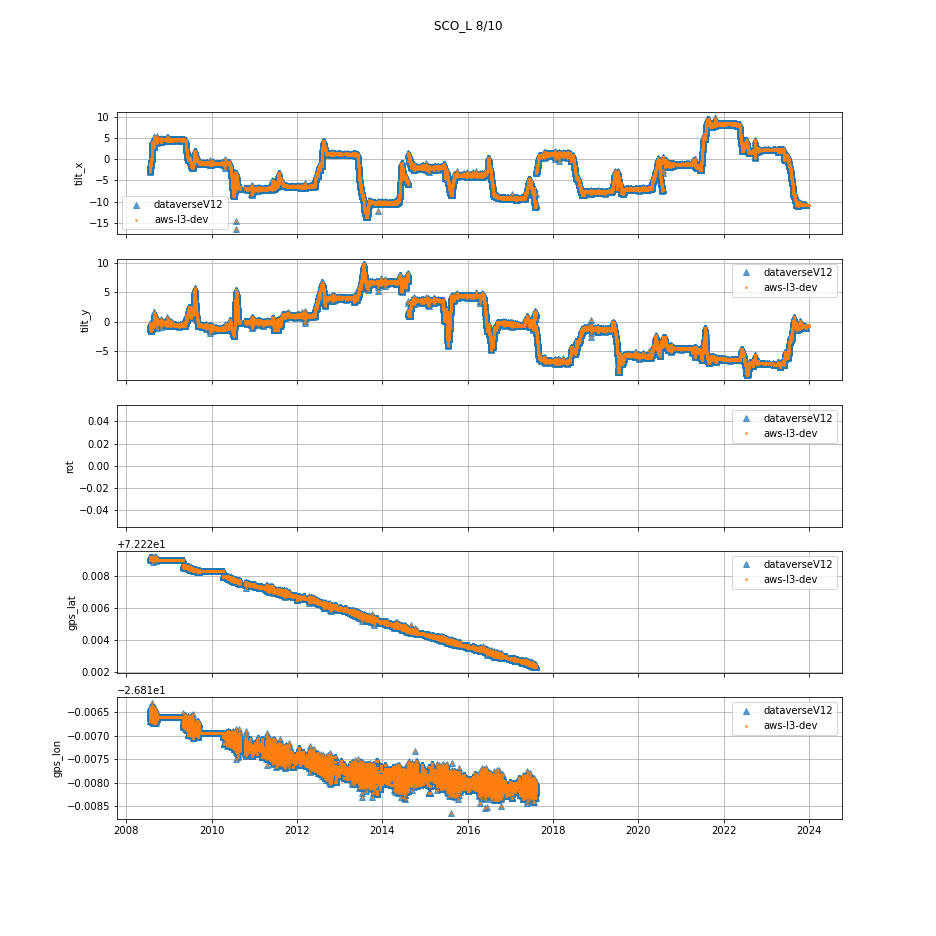 SCO_L 8/10
10
5
0
−5
−10
−15
tilt_x
dataverseV12
aws-l3-dev
10
5
0
−5
tilt_y
dataverseV12
aws-l3-dev
0.04
0.02
0.00
−0.02
−0.04
rot
dataverseV12
aws-l3-dev
+7.222e1
0.008
0.006
0.004
0.002
gps_lat
dataverseV12
aws-l3-dev
−2.681e1
−0.0065
−0.0070
−0.0075
−0.0080
−0.0085
gps_lon
dataverseV12
aws-l3-dev
2008 2010 2012 2014 2016 2018 2020 2022 2024